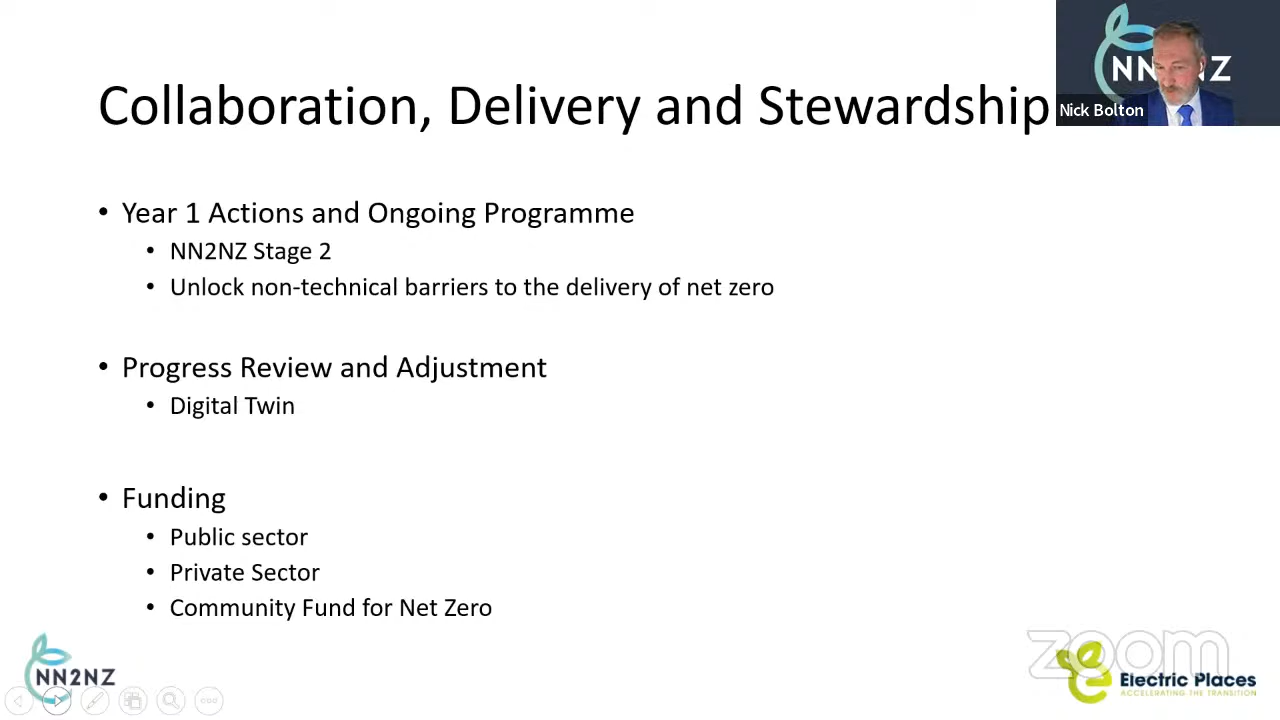 NN NZ
Nick Bolton
Collaboration, Delivery and Stewardship
• Year 1 Actions and Ongoing Programme
• NN2NZ Stage 2
• Unlock non-technical barriers to the delivery of net zero
• Progress Review and Adjustment
• Digital Twin
• Funding
• Public sector
• Private Sector
• Community Fund for Net Zero
NN2NZ
zoom
Electric Places
ACCELERATING THE TRANSITION